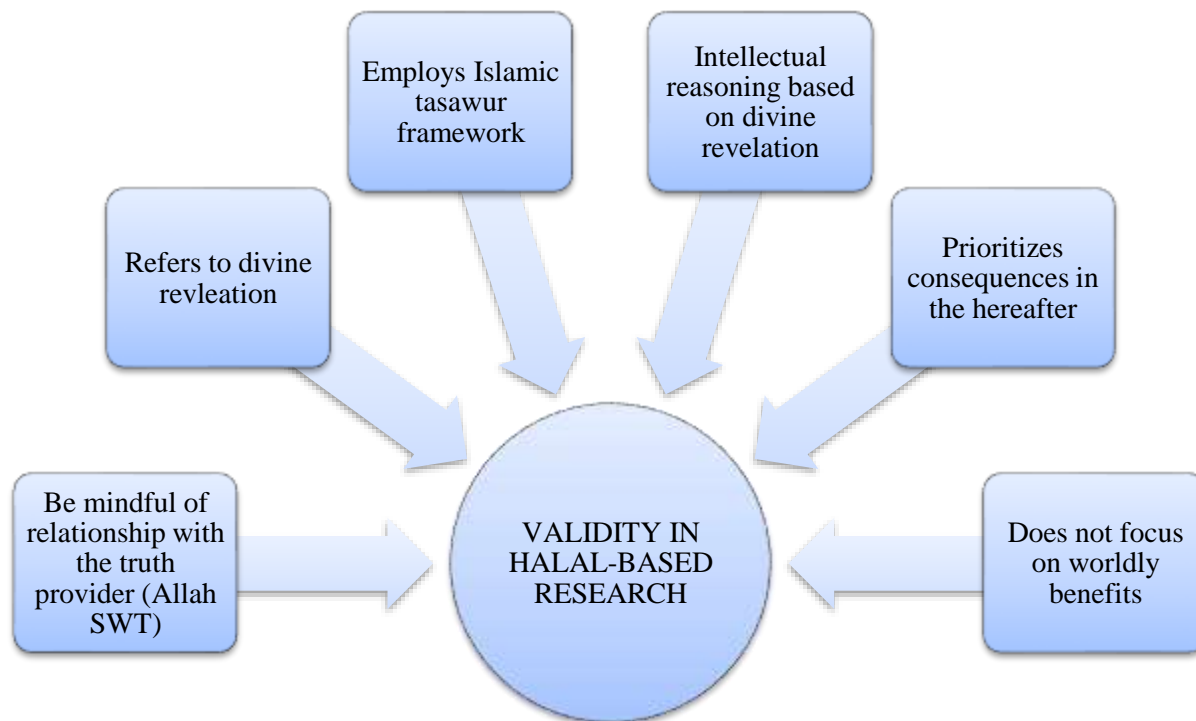 Employs Islamic
tasawur
framework
Intellectual
reasoning based
on divine
revelation
Refers to divine
revleation
Prioritizes
consequences in
the hereafter
Be mindful of
relationship with
the truth
provider (Allah
SWT)
VALIDITY IN
HALAL-BASED
RESEARCH
Does not focus
on worldly
benefits